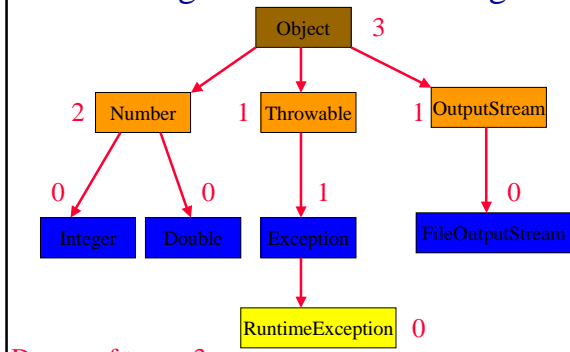 Object 3
2 Number 1 Throwable 1 OutputStream
0 0 1 0
Integer Double Exception FileOutputStream
RuntimeException 0